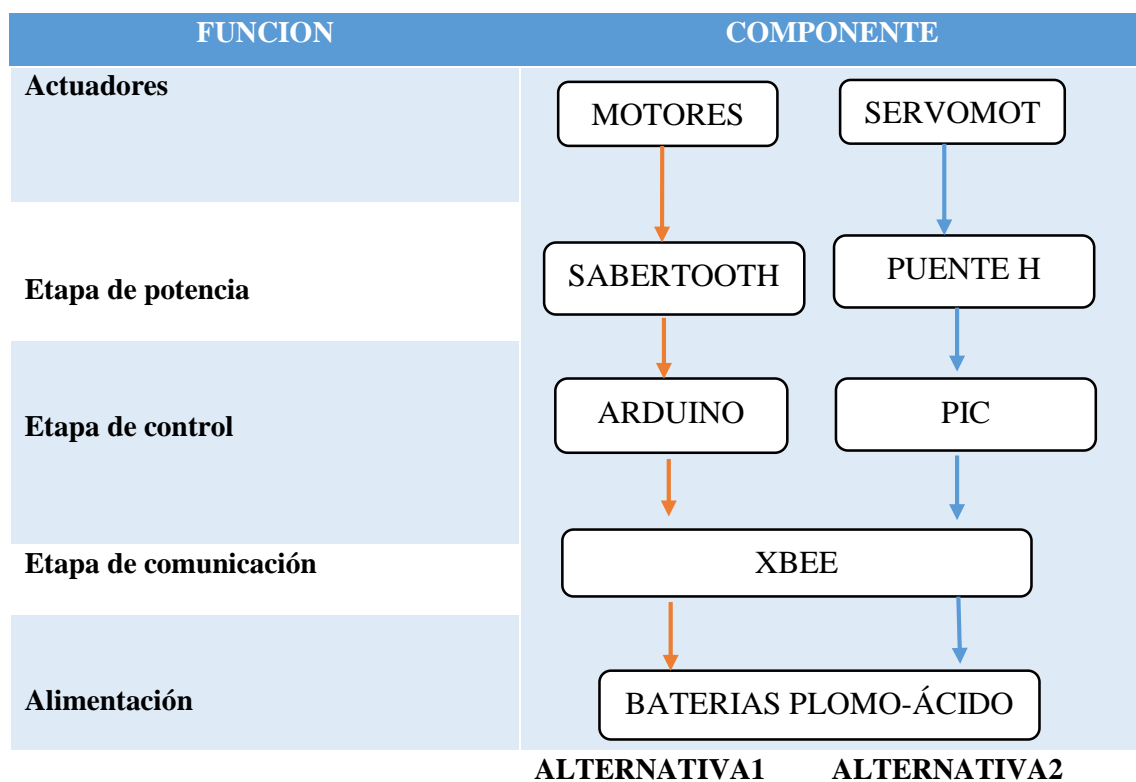 FUNCION COMPONENTE
Actuadores
MOTORES SERVOMOT
Etapa de potencia
SABERTOOTH PUENTE H
Etapa de control
ARDUINO PIC
Etapa de comunicación
XBEE
Alimentación
BATERIAS PLOMO-ÁCIDO
ALTERNATIVA1 ALTERNATIVA2